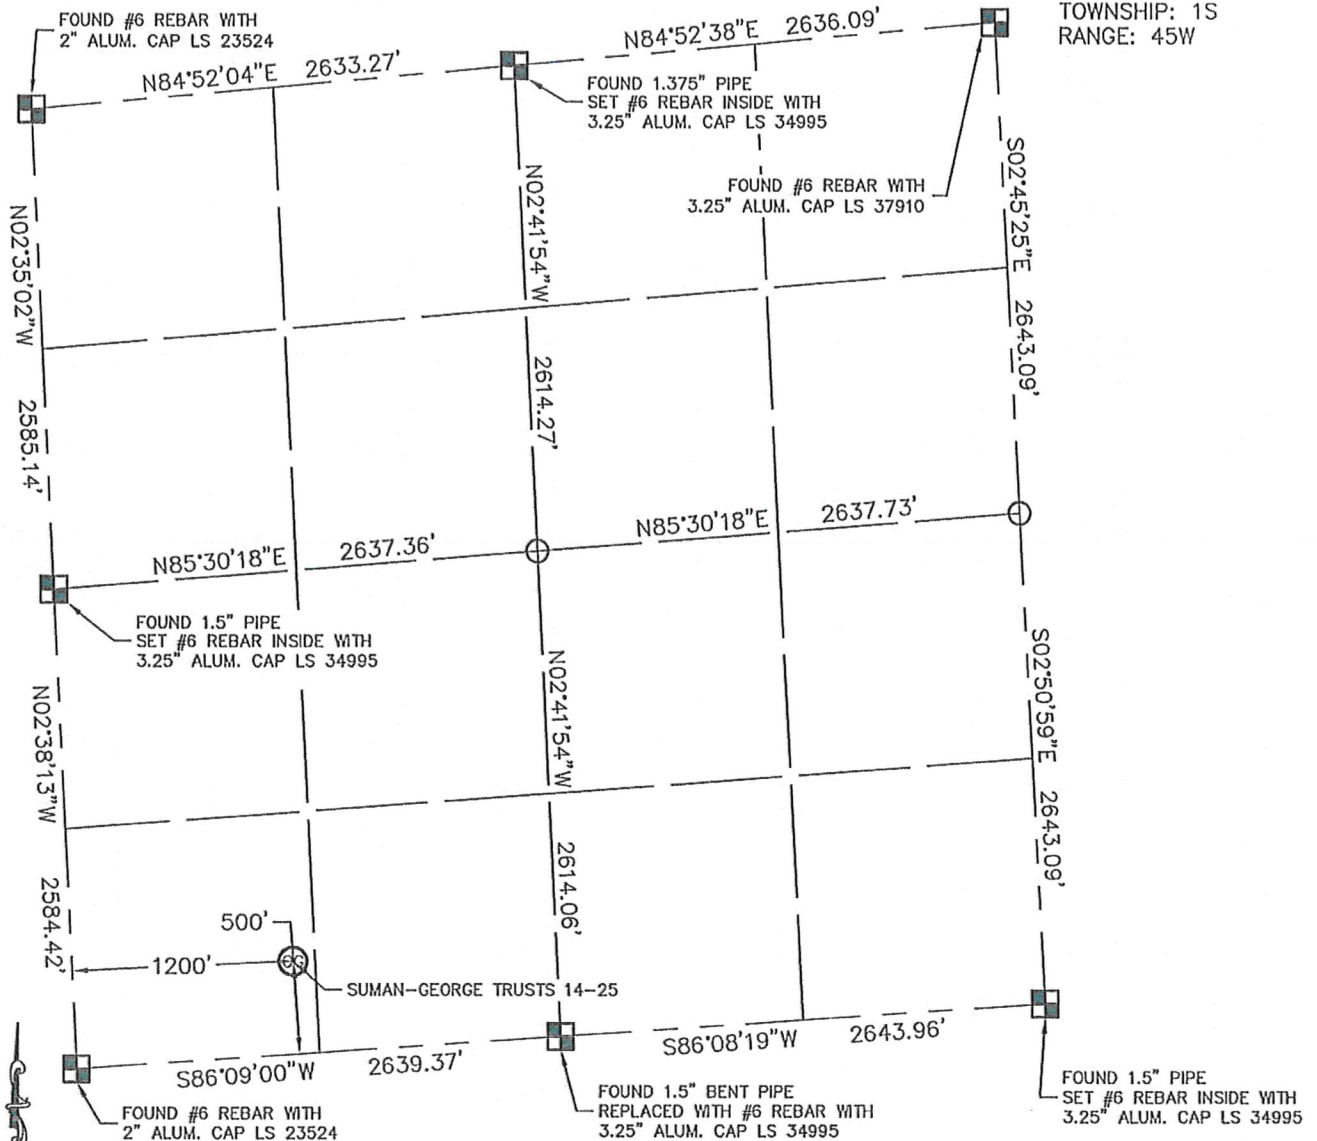 FOUND #6 REBAR WITH
2" ALUM. CAP LS 23524
N84°52'04"E 2633.27'
N84°52'38"E 2636.09'
TOWNSHIP: 1S
RANGE: 45W
FOUND 1.375" PIPE
SET #6 REBAR INSIDE WITH
3.25" ALUM. CAP LS 34995
FOUND #6 REBAR WITH
3.25" ALUM. CAP LS 37910
N02°35'02"W 2585.14'
N02°41'54"W 2614.27'
S02°45'25"E 2643.09'
N85°30'18"E 2637.36'
N85°30'18"E 2637.73'
FOUND 1.5" PIPE
SET #6 REBAR INSIDE WITH
3.25" ALUM. CAP LS 34995
N02°38'13"W 2584.42'
N02°41'54"W 2614.06'
S02°50'59"E 2643.09'
500'
1200'
OG
SUMAN-GEORGE TRUSTS 14-25
S86°09'00"W 2639.37'
S86°08'19"W 2643.96'
FOUND #6 REBAR WITH
2" ALUM. CAP LS 23524
FOUND 1.5" BENT PIPE
REPLACED WITH #6 REBAR WITH
3.25" ALUM. CAP LS 34995
FOUND 1.5" PIPE
SET #6 REBAR INSIDE WITH
3.25" ALUM. CAP LS 34995